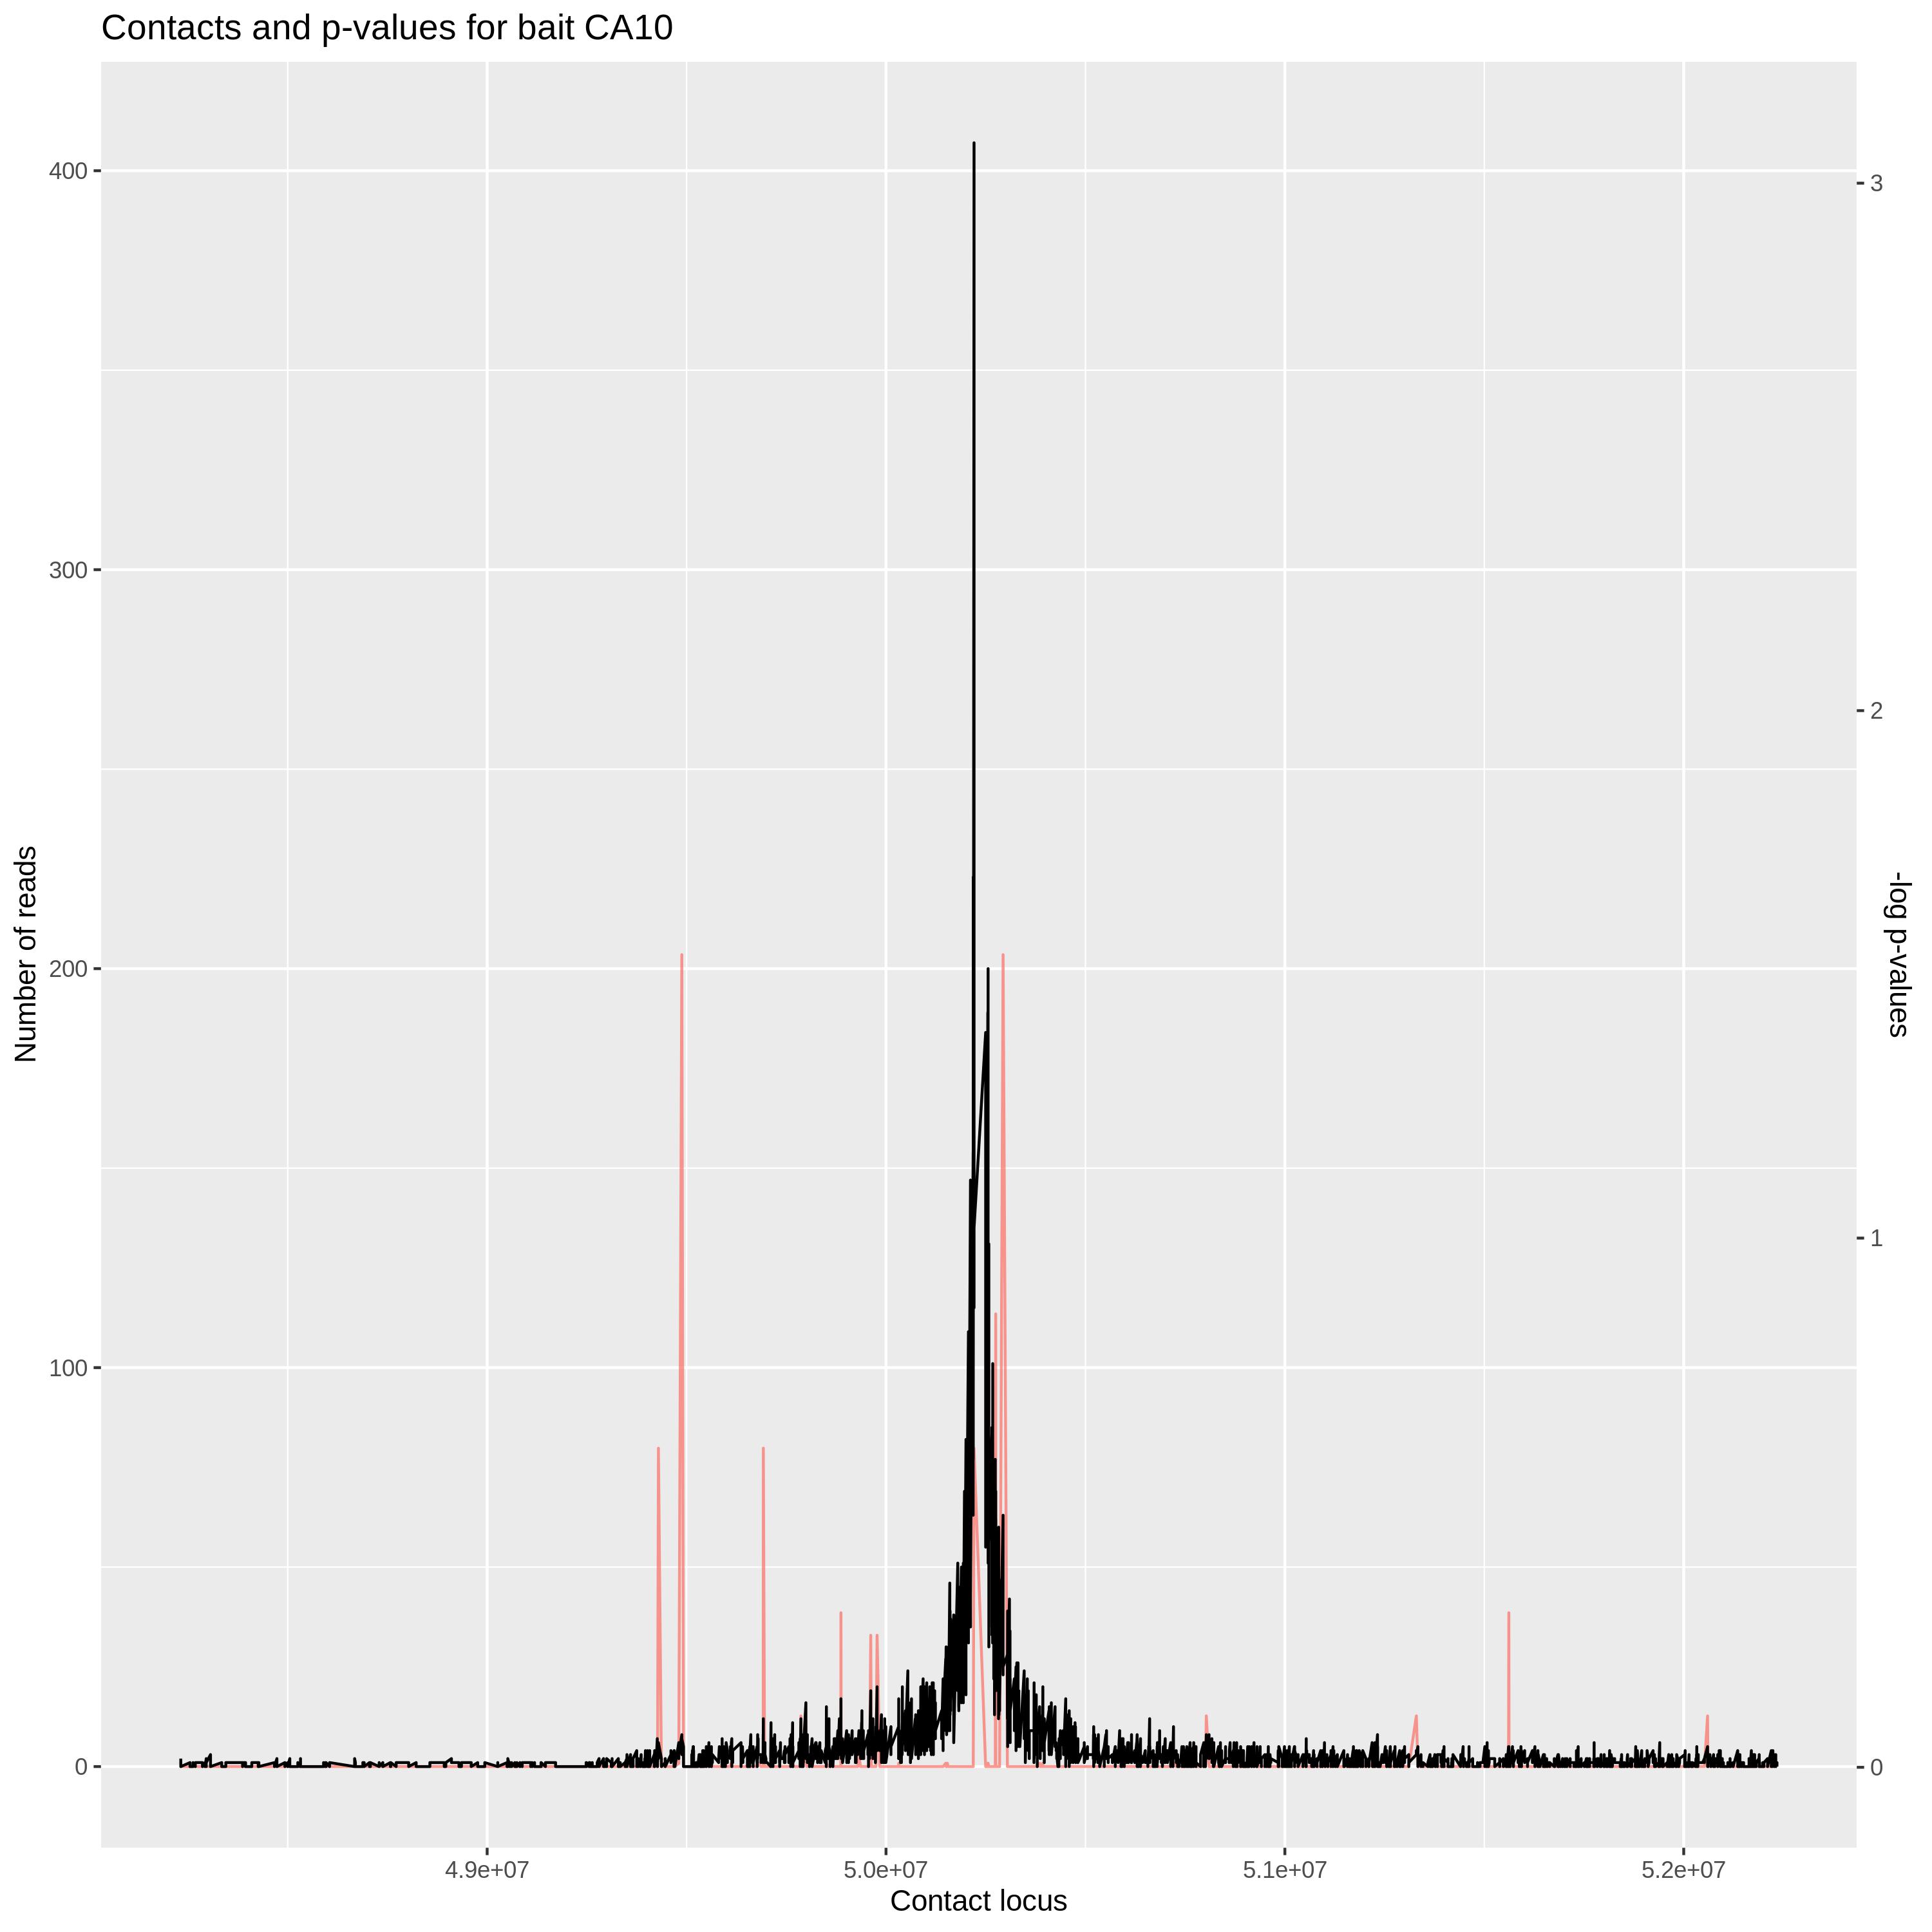 Contacts and p-values for bait CA10
400
300
200
100
0
Number of reads
3
2
1
0
-log p-values
4.9e+07
5.0e+07
5.1e+07
5.2e+07
Contact locus